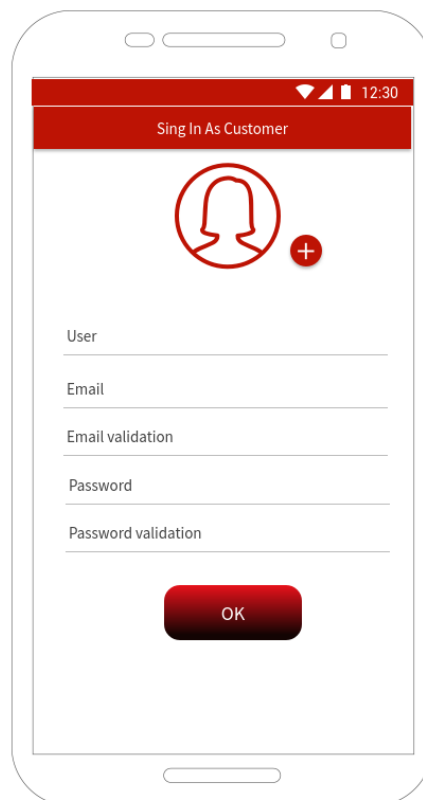 12:30
Sing In As Customer
User
Email
Email validation
Password
Password validation
OK